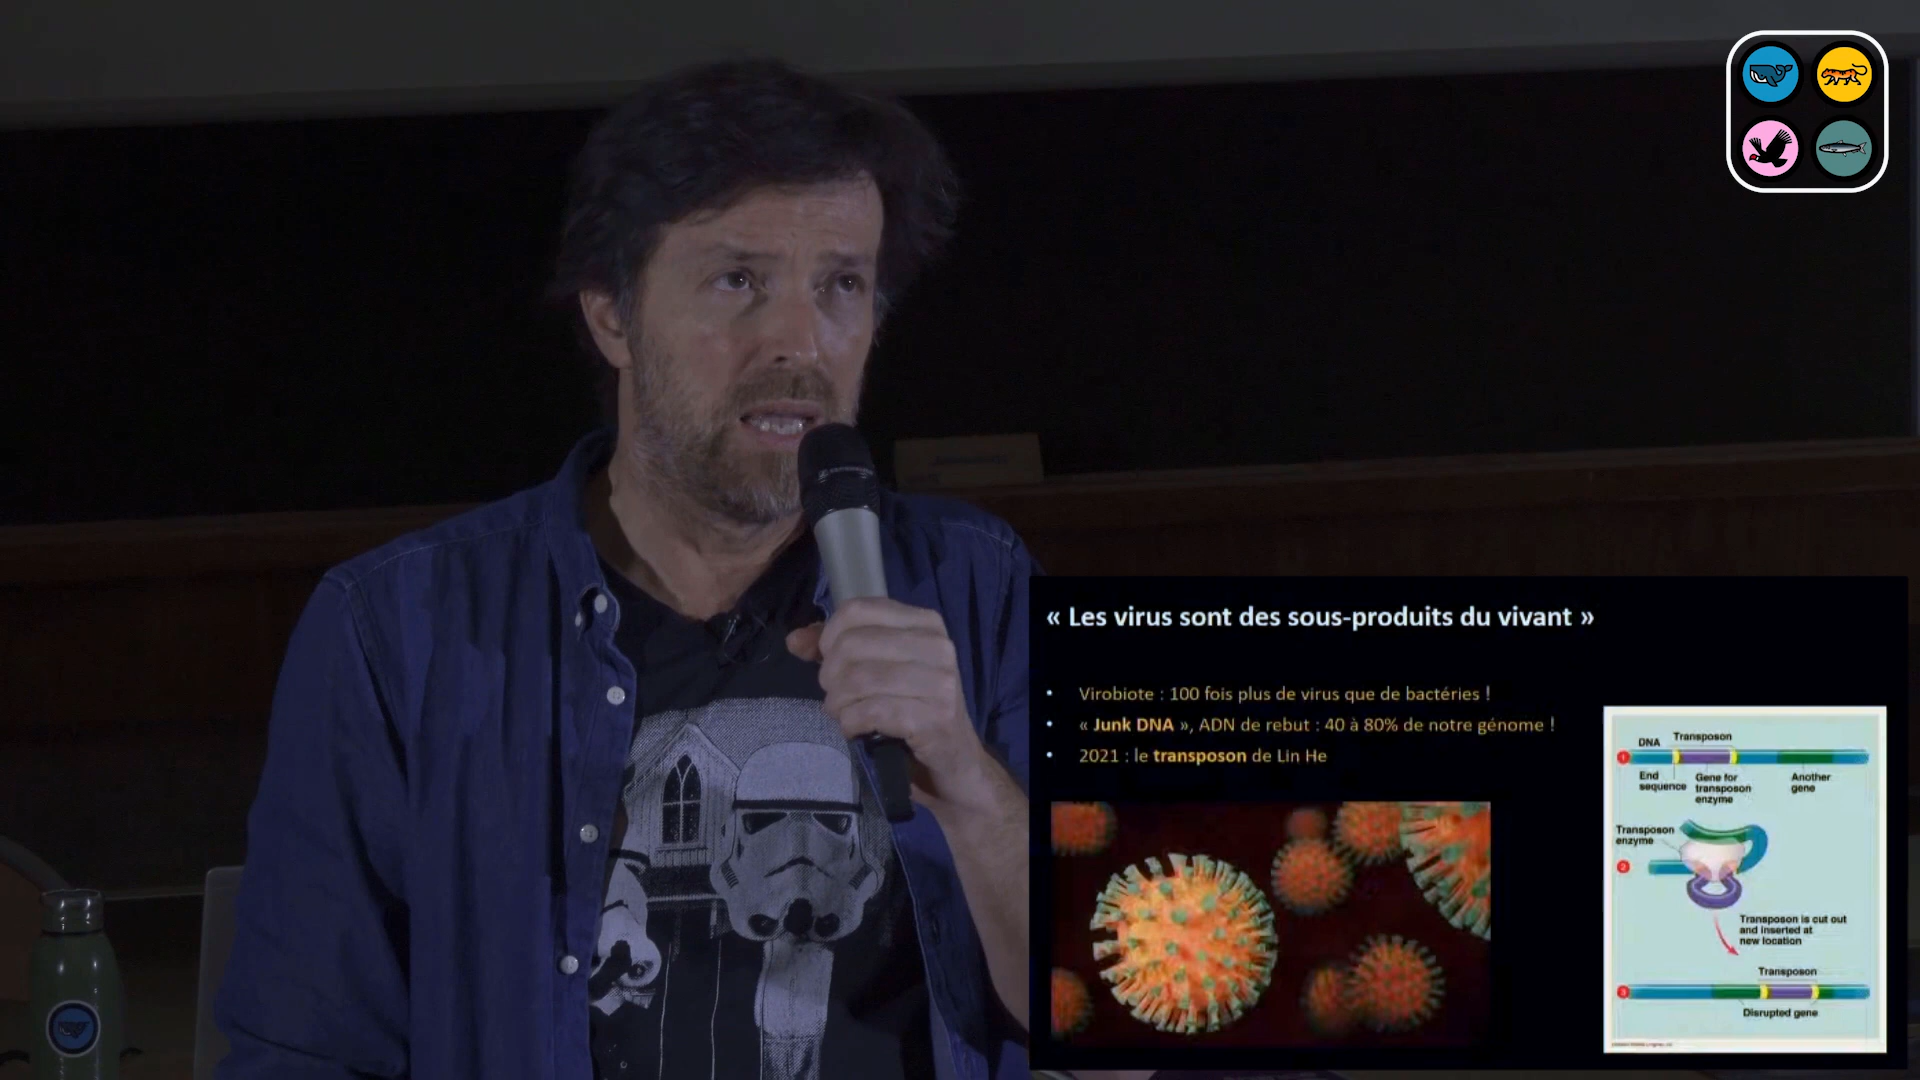 « Les virus sont des sous-produits du vivant »
• Virobiote : 100 fois plus de virus que de bactéries !
• « Junk DNA », ADN de rebut : 40 à 80% de notre génome !
• 2021 : le transposon de Lin He
DNA Transposon
1
End sequence
Gene for transposon enzyme
Another gene
Transposon enzyme
2
Transposon is cut out
and inserted at
new location
Transposon
3
Disrupted gene